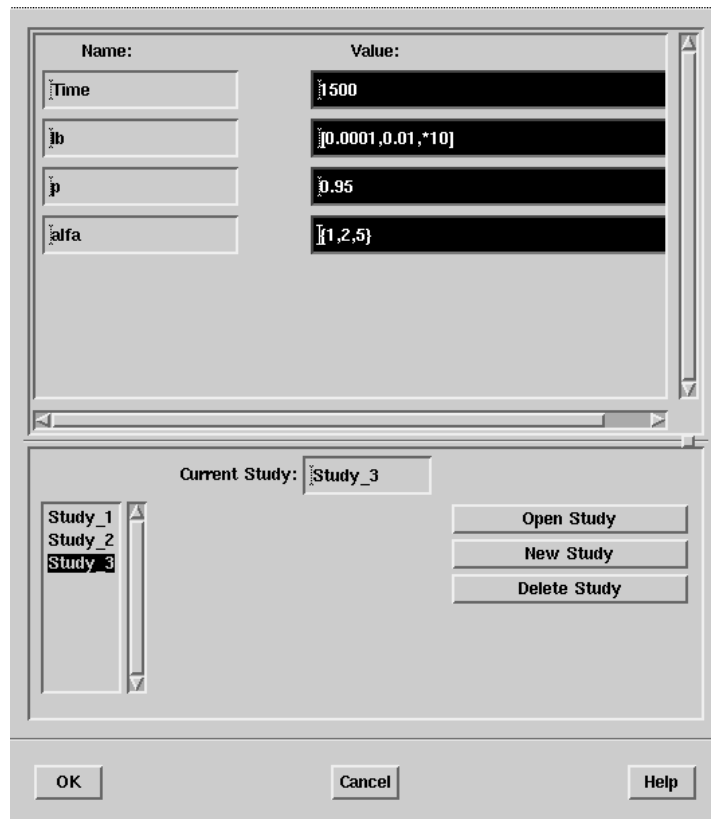 Name: Value:
Time 1500
lb [0.0001,0.01,*10]
p 0.95
alfa {1,2,5}
Current Study: Study_3
Study_1 Open Study
Study_2 New Study
Study_3 Delete Study
OK Cancel Help